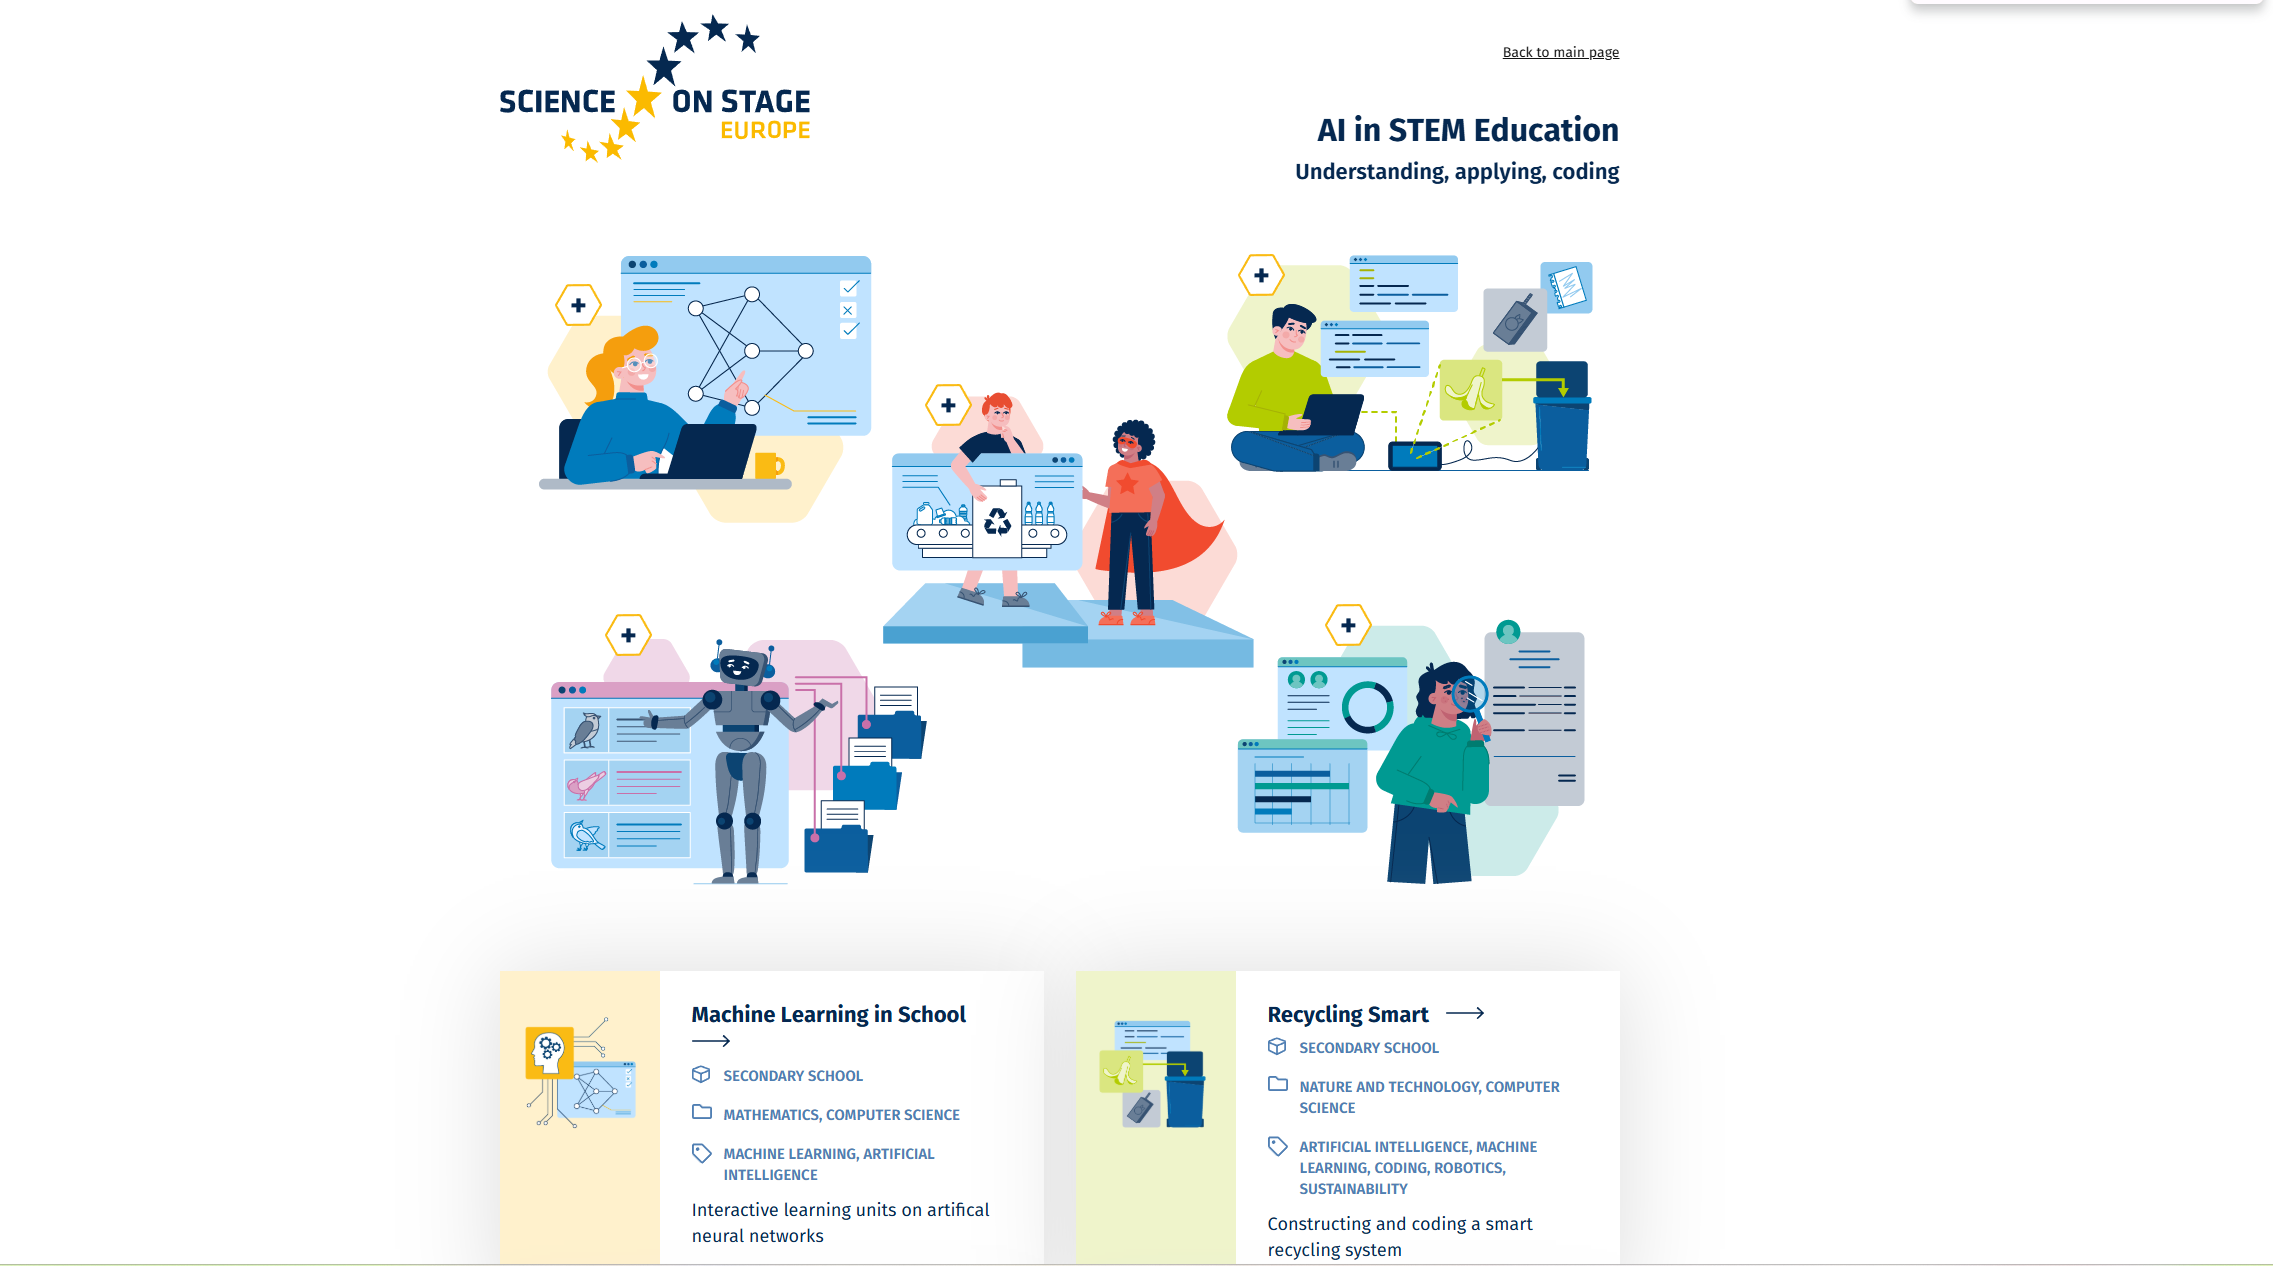 SCIENCE ON STAGE
EUROPE
Back to main page
AI in STEM Education
Understanding, applying, coding
Machine Learning in School
SECONDARY SCHOOL
MATHEMATICS, COMPUTER SCIENCE
MACHINE LEARNING, ARTIFICIAL
INTELLIGENCE
Interactive learning units on artifical
neural networks
Recycling Smart
SECONDARY SCHOOL
NATURE AND TECHNOLOGY, COMPUTER
SCIENCE
ARTIFICIAL INTELLIGENCE, MACHINE
LEARNING, CODING, ROBOTICS,
SUSTAINABILITY
Constructing and coding a smart
recycling system